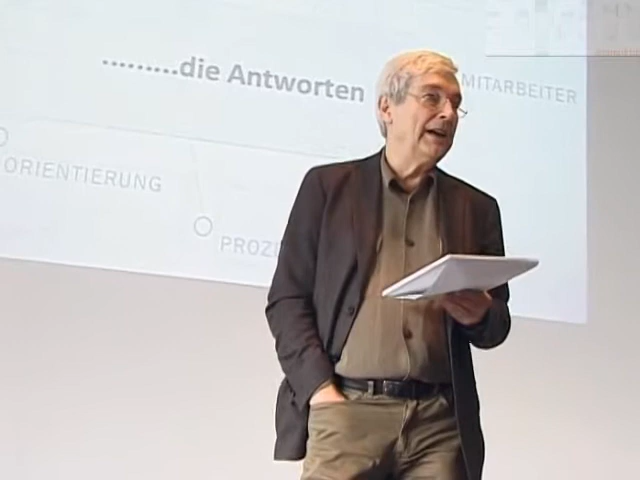 .........die Antworten
MITARBEITER
ORIENTIERUNG